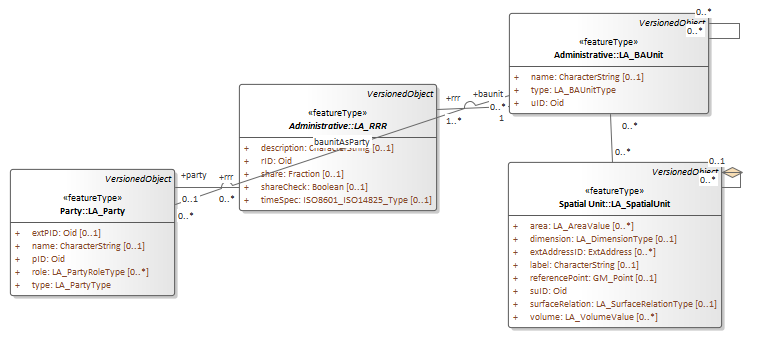 VersionedObject
«featureType»
Party::LA_Party
+ extPID: Oid [0..1]
+ name: CharacterString [0..1]
+ pID: Oid
+ role: LA_PartyRoleType [0..*]
+ type: LA_PartyType
+party
0..1
0..*
+rrr
0..*
VersionedObject
«featureType»
Administrative::LA_RRR
+ description: CharacterString [0..1]
+ rID: Oid
+ share: Fraction [0..1]
+ shareCheck: Boolean [0..1]
+ timeSpec: ISO8601_ISO14825_Type [0..1]
baunitAsParty
+rrr
1..*
+baunit
0..*
1
0..*
VersionedObject
0..*
«featureType»
Administrative::LA_BAUnit
+ name: CharacterString [0..1]
+ type: LA_BAUnitType
+ uID: Oid
0..*
0..*
0..1
VersionedObject
0..*
«featureType»
Spatial Unit::LA_SpatialUnit
+ area: LA_AreaValue [0..*]
+ dimension: LA_DimensionType [0..1]
+ extAddressID: ExtAddress [0..*]
+ label: CharacterString [0..1]
+ referencePoint: GM_Point [0..1]
+ suID: Oid
+ surfaceRelation: LA_SurfaceRelationType [0..1]
+ volume: LA_VolumeValue [0..*]